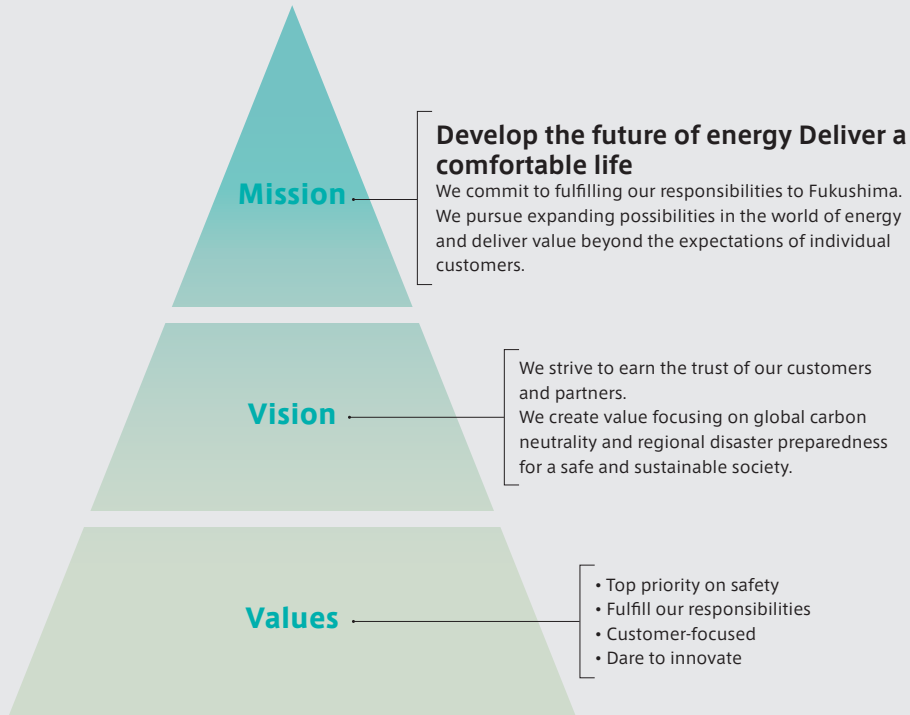 Mission
Develop the future of energy Deliver a
comfortable life
We commit to fulfilling our responsibilities to Fukushima.
We pursue expanding possibilities in the world of energy
and deliver value beyond the expectations of individual
customers.
Vision
We strive to earn the trust of our customers
and partners.
We create value focusing on global carbon
neutrality and regional disaster preparedness
for a safe and sustainable society.
Values
• Top priority on safety
• Fulfill our responsibilities
• Customer-focused
• Dare to innovate